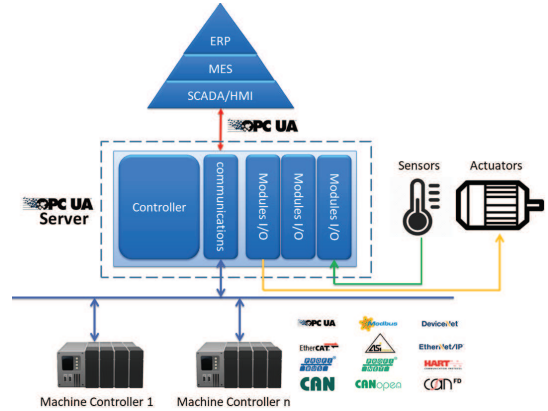 ERP
MES
SCADA/HMI
OPC UA
OPC UA
Server
Controller
communications
Modules I/O
Modules I/O
Modules I/O
Sensors
Actuators
OPC UA
Modbus
DeviceNet
EtherCAT
ASi
EtherNet/IP
HART
CAN
CANopen
CAN FD
Machine Controller 1
Machine Controller n